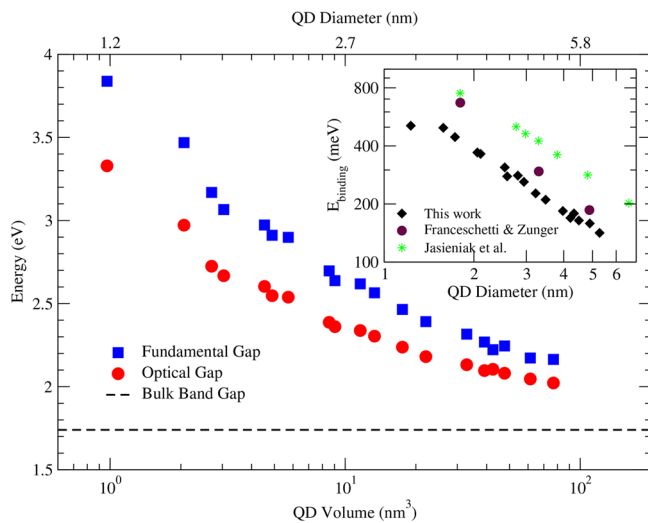 QD Diameter (nm)
1.2 2.7 5.8
4
3.5
3
2.5
2
1.5
Energy (eV)
Fundamental Gap
Optical Gap
Bulk Band Gap
10^0 10^1 10^2
QD Volume (nm^3)
800
400
200
100
E_binding (meV)
This work
Franceschetti & Zunger
Jasieniak et al.
1 2 3 4 5 6
QD Diameter (nm)